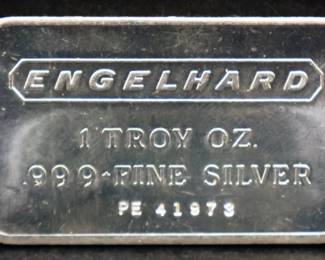 ENGELHARD
1 TROY OZ.
.999+ FINE SILVER
PE 41973